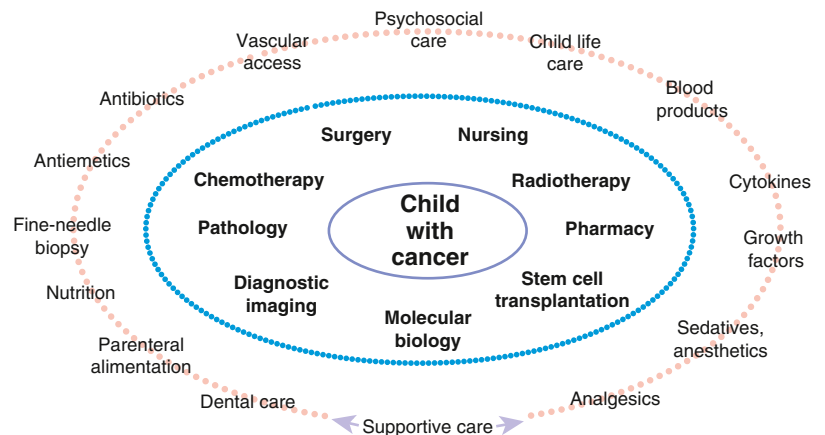 Psychosocial
care
Vascular
access
Child life
care
Antibiotics
Blood
products
Surgery
Nursing
Antiemetics
Chemotherapy
Radiotherapy
Cytokines
Child
with
cancer
Fine-needle
biopsy
Pathology
Pharmacy
Growth
factors
Nutrition
Diagnostic
imaging
Stem cell
transplantation
Molecular
biology
Parenteral
alimentation
Sedatives,
anesthetics
Dental care
Analgesics
Supportive care